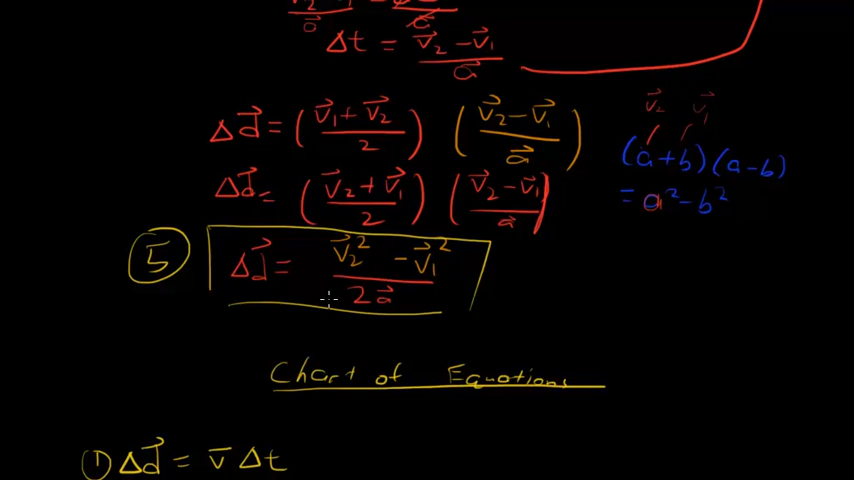 Δt = v⃗₂ − v⃗₁ / a⃗
Δd⃗ = (v⃗₁ + v⃗₂ / 2) (v⃗₂ − v⃗₁ / a⃗)
v⃗₂ v⃗₁
(a+b)(a−b)
= a² − b²
Δd⃗ = (v⃗₂ + v⃗₁ / 2) (v⃗₂ − v⃗₁ / a⃗)
⑤ Δd⃗ = v⃗₂² − v⃗₁² / 2a⃗
Chart of Equations
① Δd⃗ = v̄ Δt